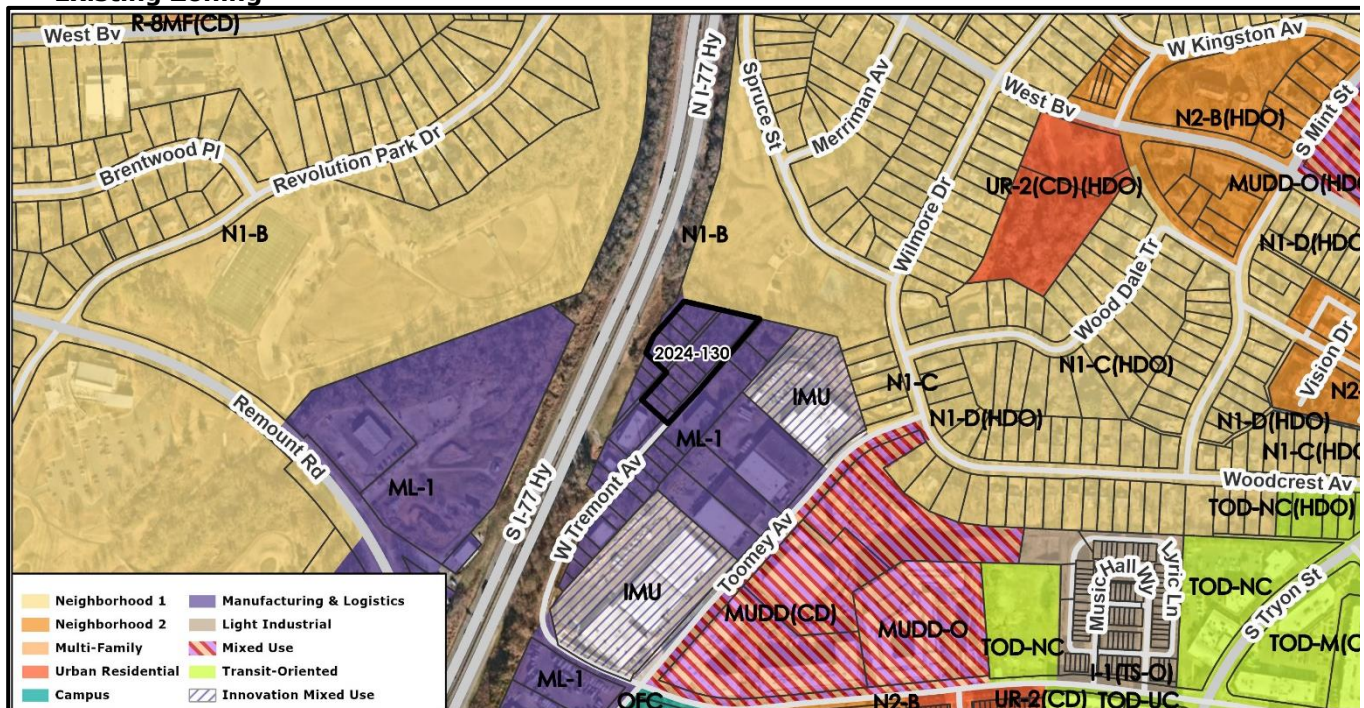 Existing Zoning
West Bv
R-8MF(CD)
N I-77 Hy
Spruce St
Merriman Av
W Kingston Av
West Bv
N2-B(HDO)
S Mint St
Brentwood Pl
Revolution Park Dr
UR-2(CD)(HDO)
MUDD-O(HDO
Wilmore Dr
N1-B
N1-B
N1-D(HDO
Wood Dale Tr
2024-130
Vision Dr
N1-C(HDO)
Remount Rd
IMU
N1-C
N2-
N1-D(HDO)
N1-D(HDO)
ML-1
N1-C(HDO
ML-1
S I-77 Hy
W Tremont Av
Woodcrest Av
TOD-NC(HDO)
Toomey Av
Music Hall Wy
Lyric Ln
IMU
TOD-NC
S Tryon St
MUDD(CD)
MUDD-O
TOD-NC
TOD-M(O
I-1(TS-O)
ML-1
OFC
N2-B
UR-2(CD)
TOD-UC
Neighborhood 1
Neighborhood 2
Multi-Family
Urban Residential
Campus
Manufacturing & Logistics
Light Industrial
Mixed Use
Transit-Oriented
Innovation Mixed Use